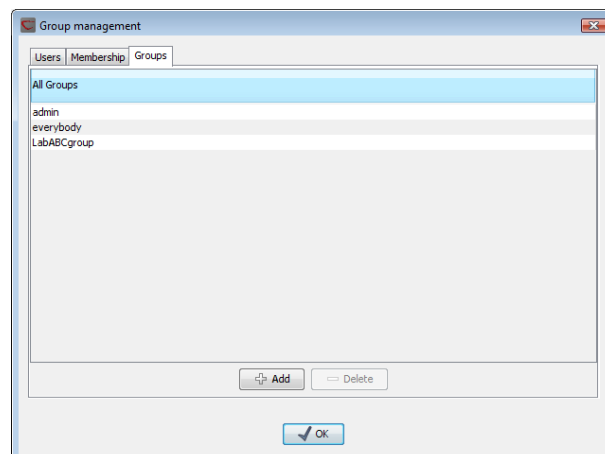 Group management
Users Membership Groups
All Groups
admin
everybody
LabABCgroup
Add Delete
OK